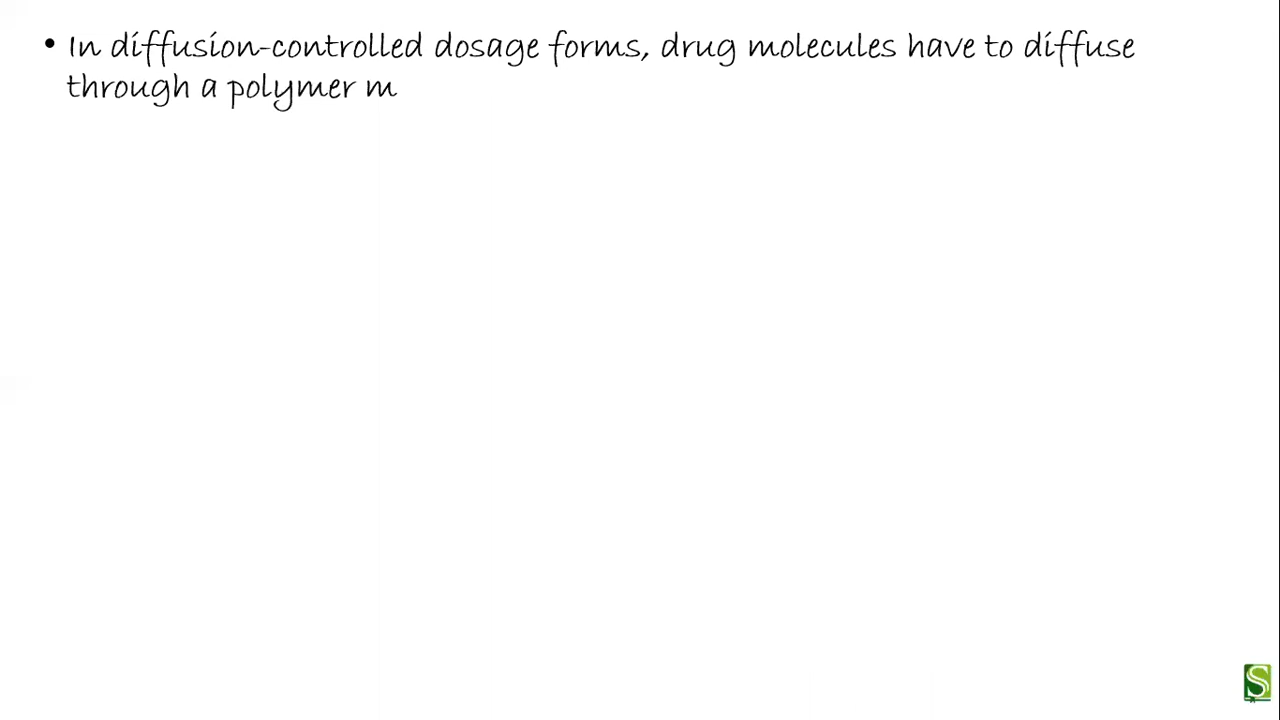 • In diffusion-controlled dosage forms, drug molecules have to diffuse
through a polymer m
S